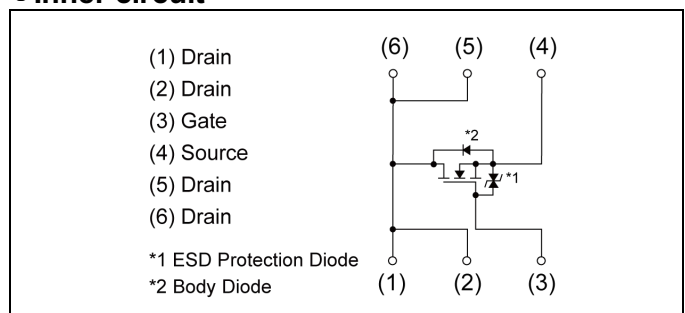 Inner circuit
(1) Drain
(2) Drain
(3) Gate
(4) Source
(5) Drain
(6) Drain
*1 ESD Protection Diode
*2 Body Diode
(6) (5) (4)
*2
*1
(1) (2) (3)